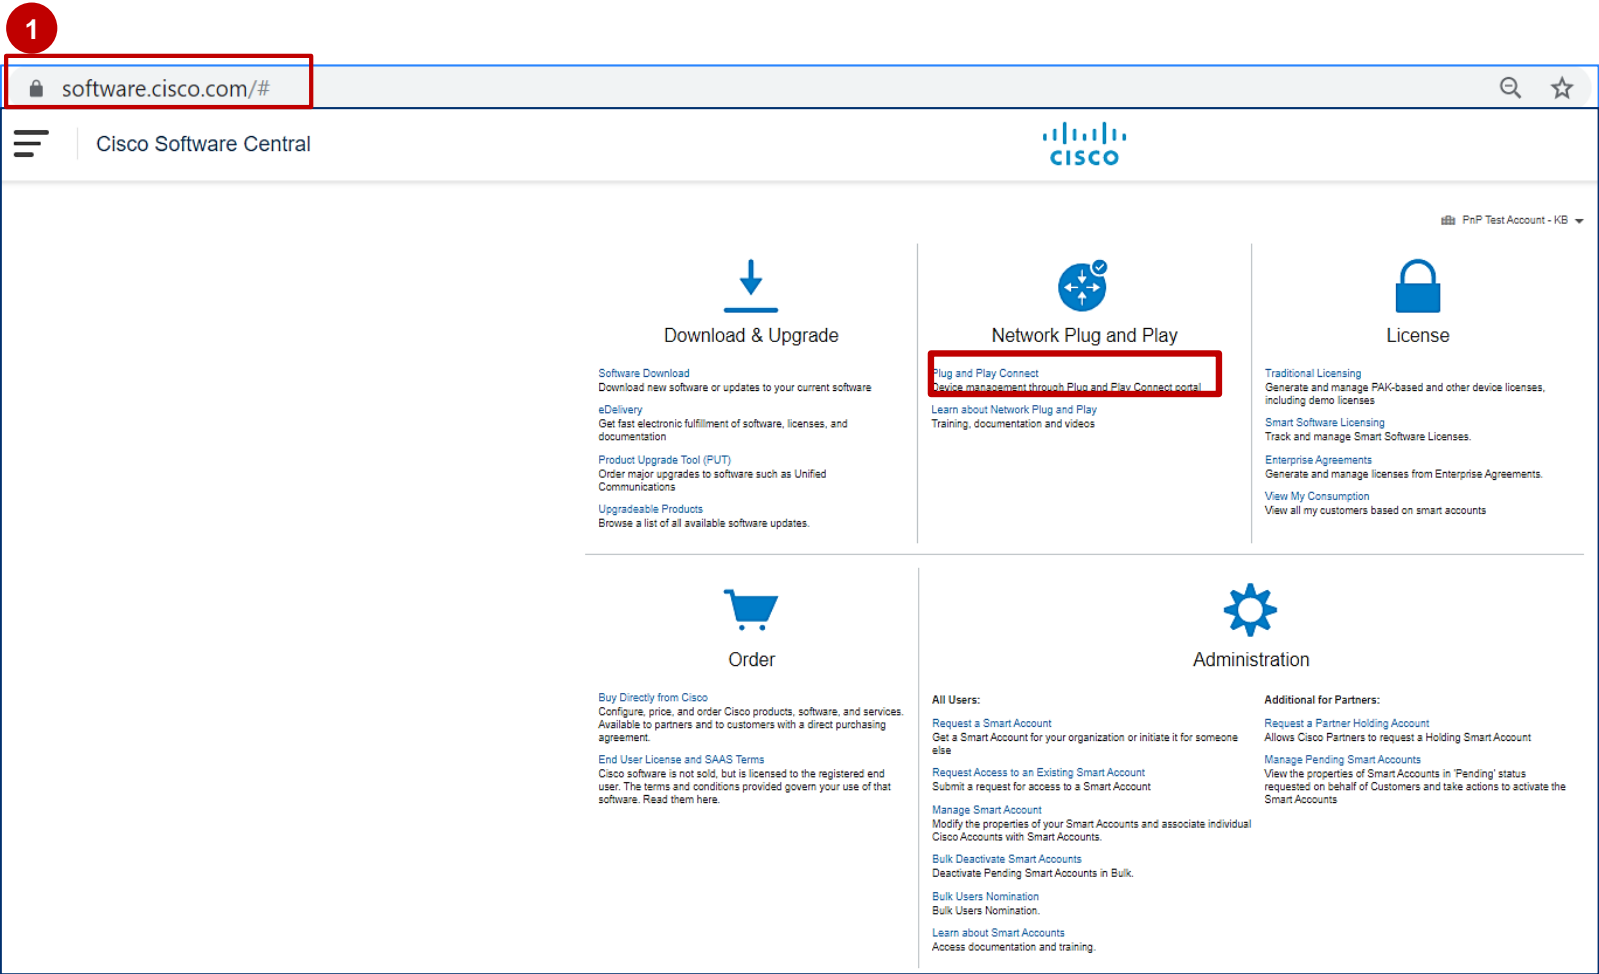 1
software.cisco.com/#
Cisco Software Central
CISCO
PnP Test Account - KB
Download & Upgrade
Software Download
Download new software or updates to your current software
eDelivery
Get fast electronic fulfillment of software, licenses, and
documentation
Product Upgrade Tool (PUT)
Order major upgrades to software such as Unified
Communications
Upgradeable Products
Browse a list of all available software updates.
Network Plug and Play
Plug and Play Connect
Device management through Plug and Play Connect portal
Learn about Network Plug and Play
Training, documentation and videos
License
Traditional Licensing
Generate and manage PAK-based and other device licenses,
including demo licenses
Smart Software Licensing
Track and manage Smart Software Licenses.
Enterprise Agreements
Generate and manage licenses from Enterprise Agreements.
View My Consumption
View all my customers based on smart accounts
Order
Buy Directly from Cisco
Configure, price, and order Cisco products, software, and services.
Available to partners and to customers with a direct purchasing
agreement.
End User License and SAAS Terms
Cisco software is not sold, but is licensed to the registered end
user. The terms and conditions provided govern your use of that
software. Read them here.
Administration
All Users:
Request a Smart Account
Get a Smart Account for your organization or initiate it for someone
else
Request Access to an Existing Smart Account
Submit a request for access to a Smart Account
Manage Smart Account
Modify the properties of your Smart Accounts and associate individual
Cisco Accounts with Smart Accounts.
Bulk Deactivate Smart Accounts
Deactivate Pending Smart Accounts in Bulk.
Bulk Users Nomination
Bulk Users Nomination.
Learn about Smart Accounts
Access documentation and training.
Additional for Partners:
Request a Partner Holding Account
Allows Cisco Partners to request a Holding Smart Account
Manage Pending Smart Accounts
View the properties of Smart Accounts in 'Pending' status
requested on behalf of Customers and take actions to activate the
Smart Accounts